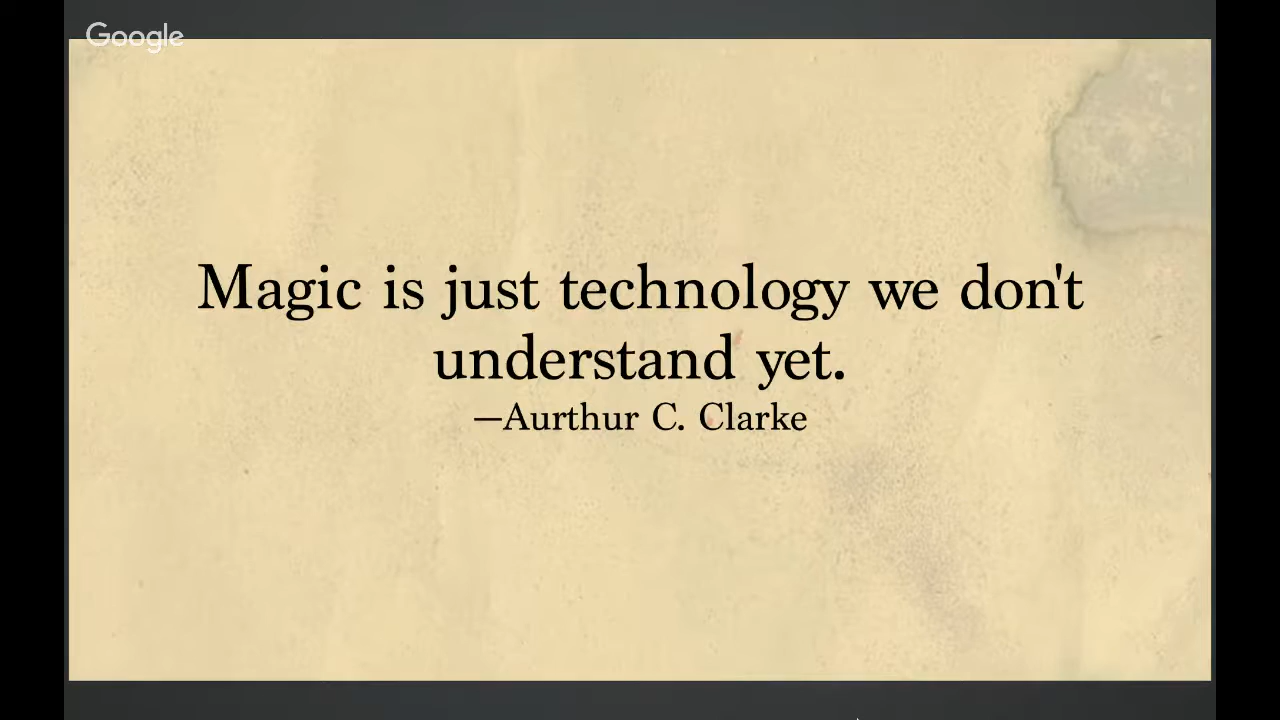 Google
Magic is just technology we don't
understand yet.
—Aurthur C. Clarke